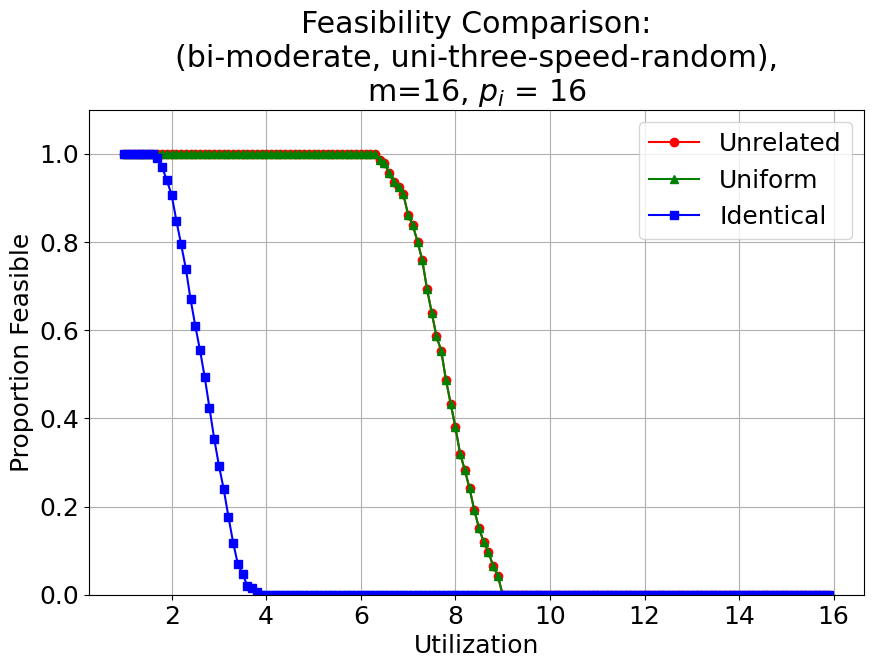 Feasibility Comparison:
(bi-moderate, uni-three-speed-random),
m=16, $p_i$ = 16
Unrelated
Uniform
Identical
Proportion Feasible
1.0
0.8
0.6
0.4
0.2
0.0
2 4 6 8 10 12 14 16
Utilization